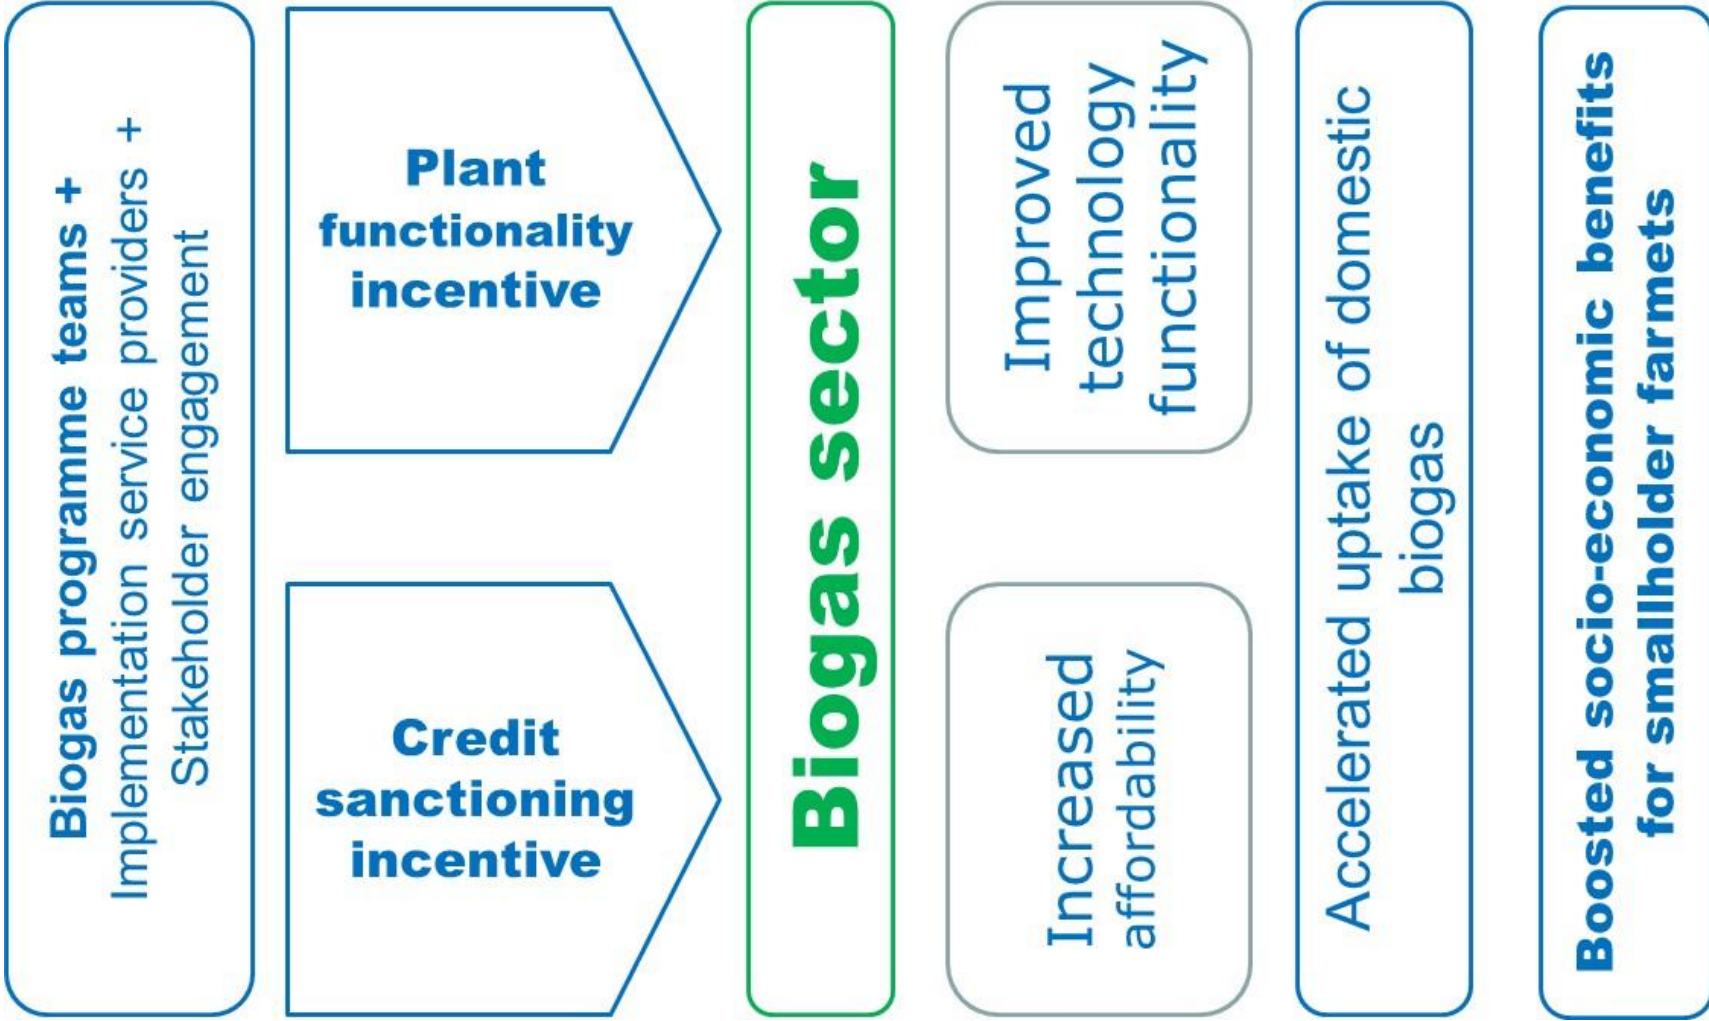 Biogas programme teams +
Implementation service providers +
Stakeholder engagement
Plant
functionality
incentive
Credit
sanctioning
incentive
Biogas sector
Improved
technology
functionality
Increased
affordability
Accelerated uptake of domestic
biogas
Boosted socio-economic benefits
for smallholder farmets